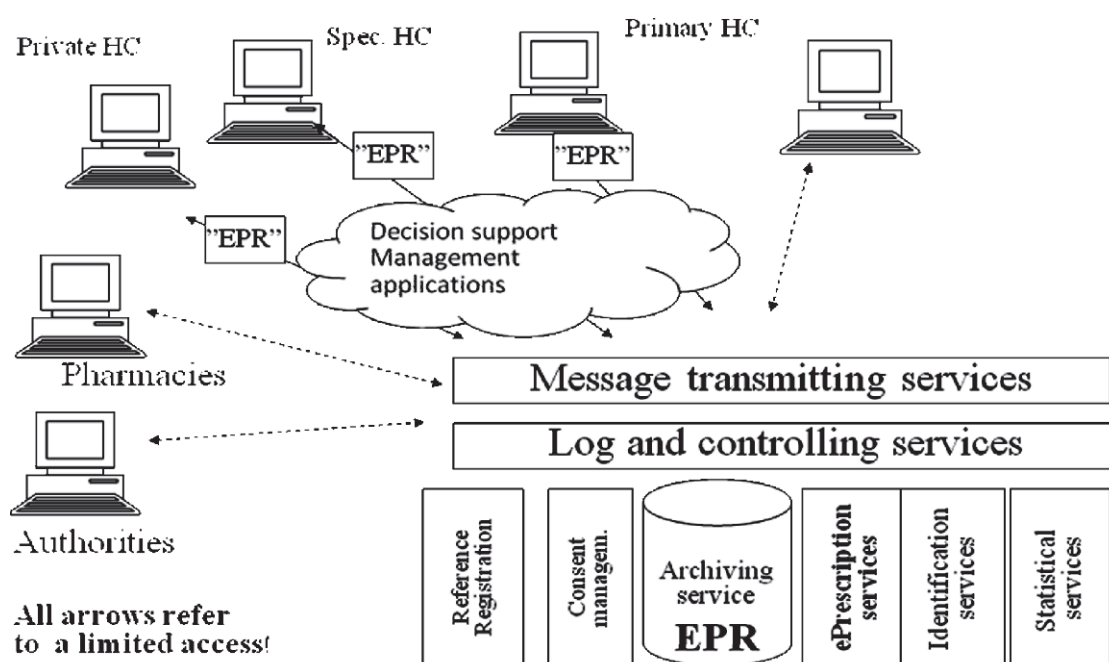 Private HC
Spec. HC
Primary HC
"EPR"
"EPR"
"EPR"
Decision support
Management
applications
Pharmacies
Message transmitting services
Log and controlling services
Authorities
Reference
Registration
Consent
managem.
Archiving
service
EPR
ePrescription
services
Identification
services
Statistical
services
All arrows refer
to a limited access!